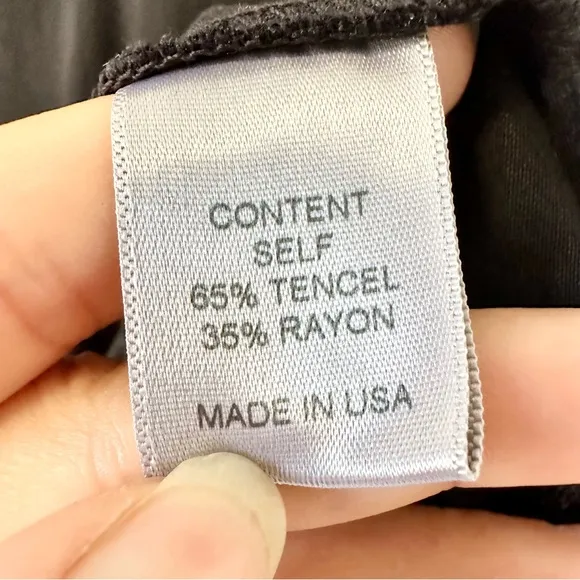 CONTENT
SELF
65% TENCEL
35% RAYON
MADE IN USA